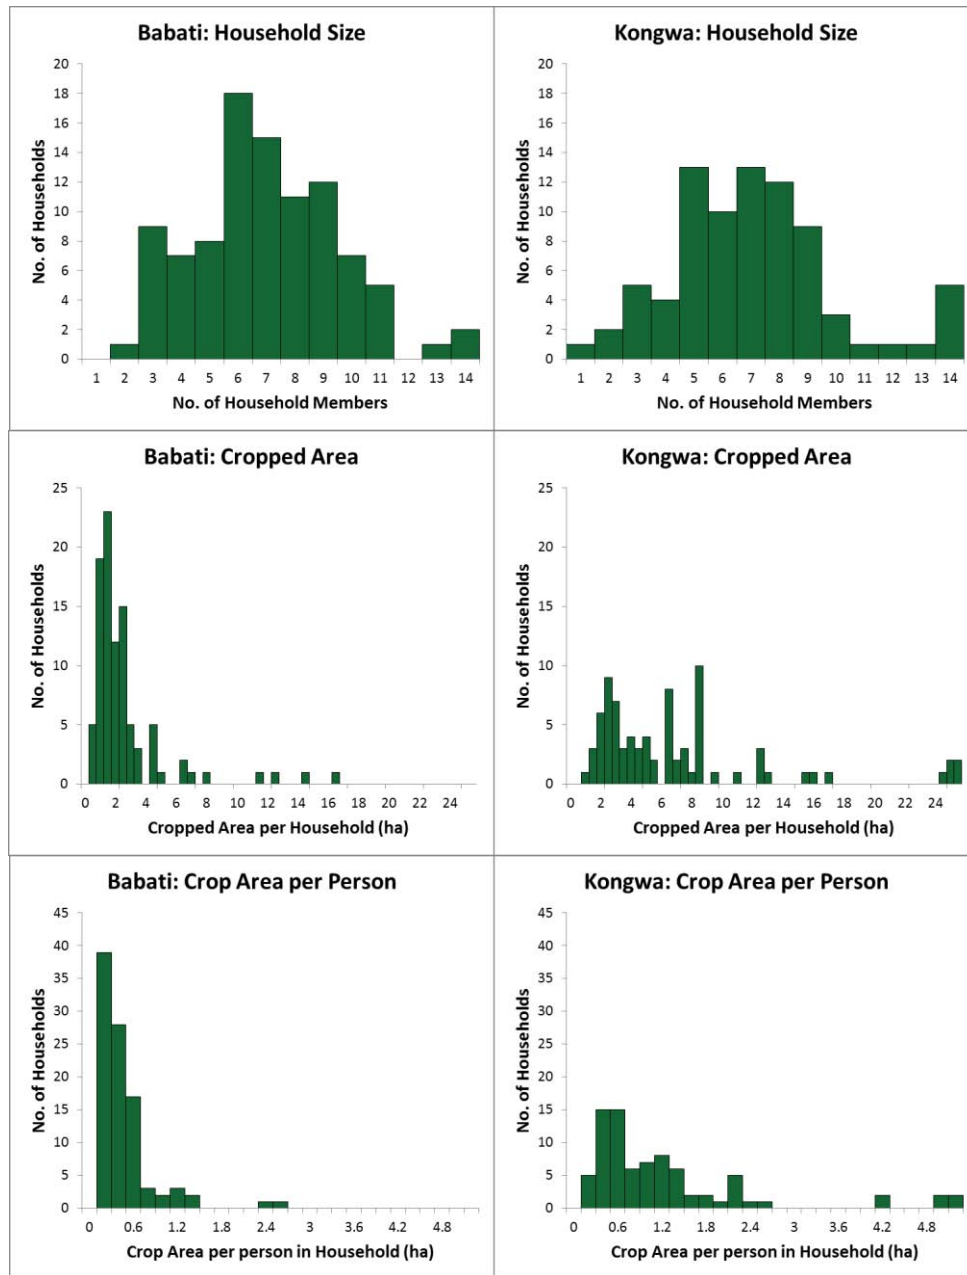 Babati: Household Size
No. of Households
20
18
16
14
12
10
8
6
4
2
0
1 2 3 4 5 6 7 8 9 10 11 12 13 14
No. of Household Members
Kongwa: Household Size
No. of Households
20
18
16
14
12
10
8
6
4
2
0
1 2 3 4 5 6 7 8 9 10 11 12 13 14
No. of Household Members
Babati: Cropped Area
No. of Households
25
20
15
10
5
0
0 2 4 6 8 10 12 14 16 18 20 22 24
Cropped Area per Household (ha)
Kongwa: Cropped Area
No. of Households
25
20
15
10
5
0
0 2 4 6 8 10 12 14 16 18 20 22 24
Cropped Area per Household (ha)
Babati: Crop Area per Person
No. of Households
45
40
35
30
25
20
15
10
5
0
0 0.6 1.2 1.8 2.4 3 3.6 4.2 4.8
Crop Area per person in Household (ha)
Kongwa: Crop Area per Person
No. of Households
45
40
35
30
25
20
15
10
5
0
0 0.6 1.2 1.8 2.4 3 3.6 4.2 4.8
Crop Area per person in Household (ha)